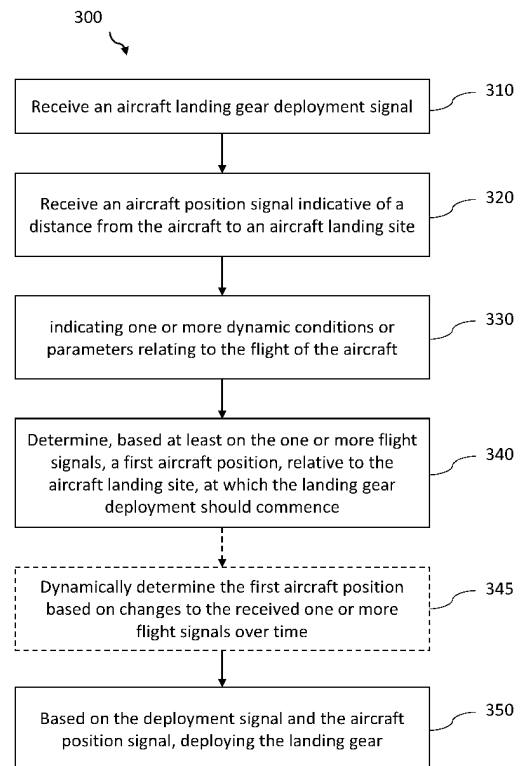 300
Receive an aircraft landing gear deployment signal
310
Receive an aircraft position signal indicative of a
distance from the aircraft to an aircraft landing site
320
indicating one or more dynamic conditions or
parameters relating to the flight of the aircraft
330
Determine, based at least on the one or more flight
signals, a first aircraft position, relative to the
aircraft landing site, at which the landing gear
deployment should commence
340
Dynamically determine the first aircraft position
based on changes to the received one or more
flight signals over time
345
Based on the deployment signal and the aircraft
position signal, deploying the landing gear
350